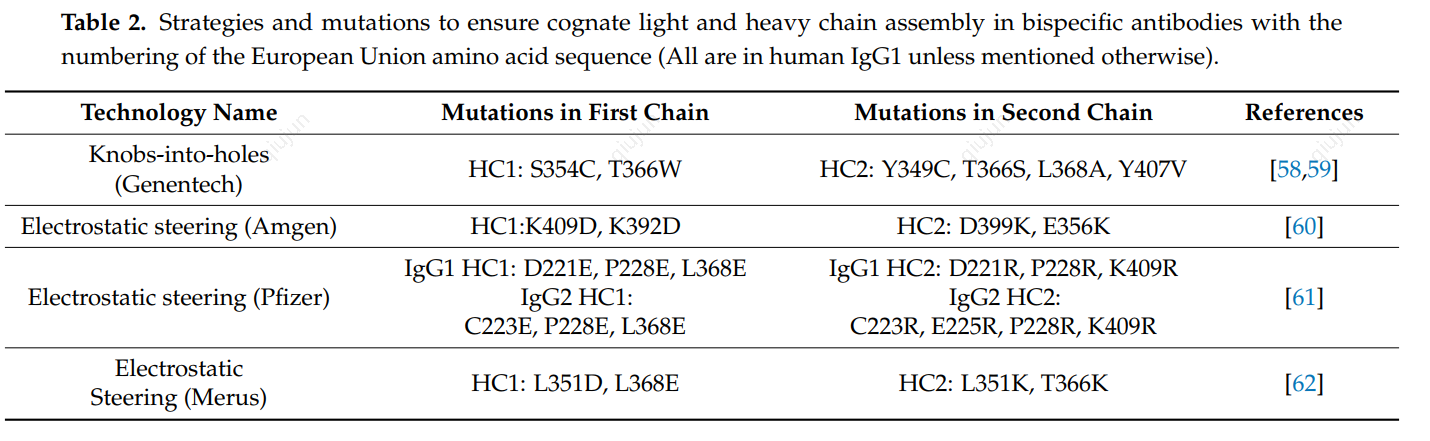 Table 2. Strategies and mutations to ensure cognate light and heavy chain assembly in bispecific antibodies with the
numbering of the European Union amino acid sequence (All are in human IgG1 unless mentioned otherwise).
Technology Name Mutations in First Chain Mutations in Second Chain References
Knobs-into-holes
(Genentech)
HC1: S354C, T366W
HC2: Y349C, T366S, L368A, Y407V
[58,59]
Electrostatic steering (Amgen) HC1:K409D, K392D HC2: D399K, E356K [60]
Electrostatic steering (Pfizer)
IgG1 HC1: D221E, P228E, L368E
IgG2 HC1:
C223E, P228E, L368E
IgG1 HC2: D221R, P228R, K409R
IgG2 HC2:
C223R, E225R, P228R, K409R
[61]
Electrostatic
Steering (Merus)
HC1: L351D, L368E
HC2: L351K, T366K
[62]
qiujun
qiujun
qiujun
qiujun